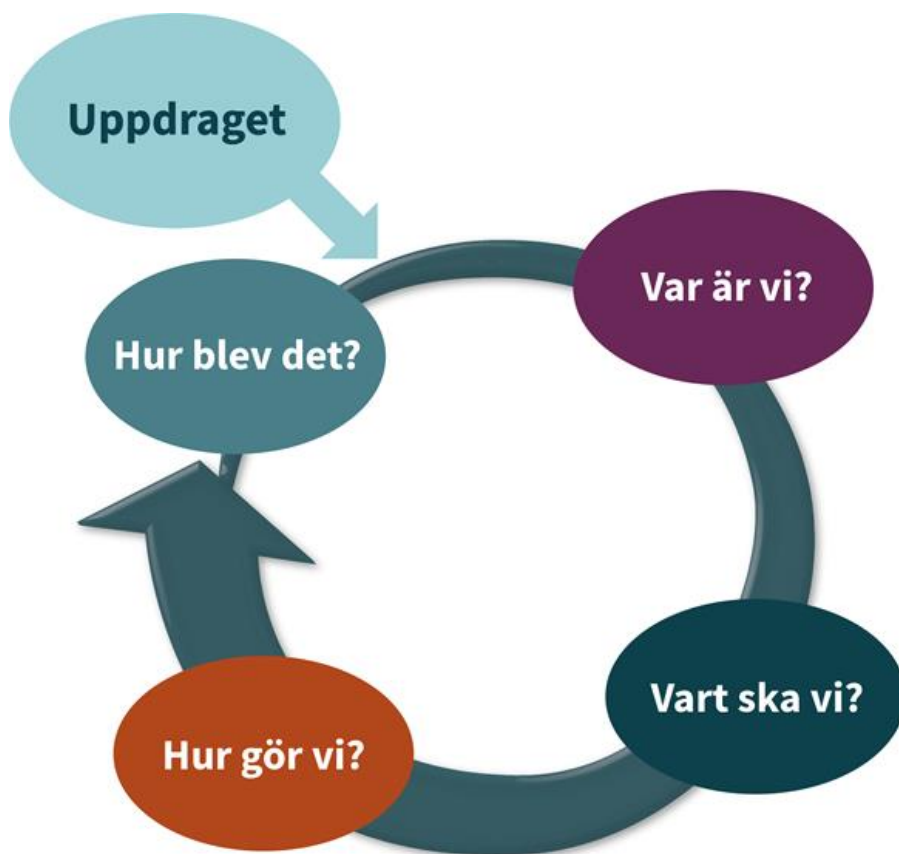 Uppdraget
Var är vi?
Hur blev det?
Vart ska vi?
Hur gör vi?